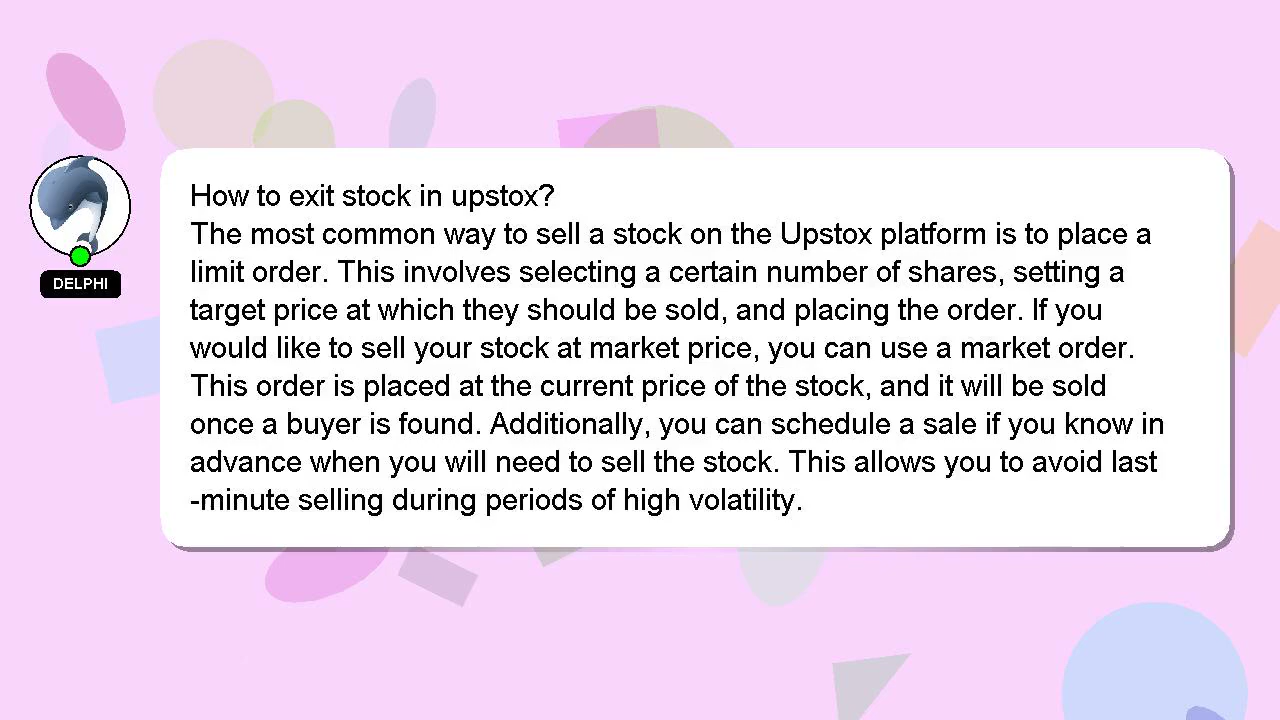 DELPHI
How to exit stock in upstox?
The most common way to sell a stock on the Upstox platform is to place a
limit order. This involves selecting a certain number of shares, setting a
target price at which they should be sold, and placing the order. If you
would like to sell your stock at market price, you can use a market order.
This order is placed at the current price of the stock, and it will be sold
once a buyer is found. Additionally, you can schedule a sale if you know in
advance when you will need to sell the stock. This allows you to avoid last
-minute selling during periods of high volatility.